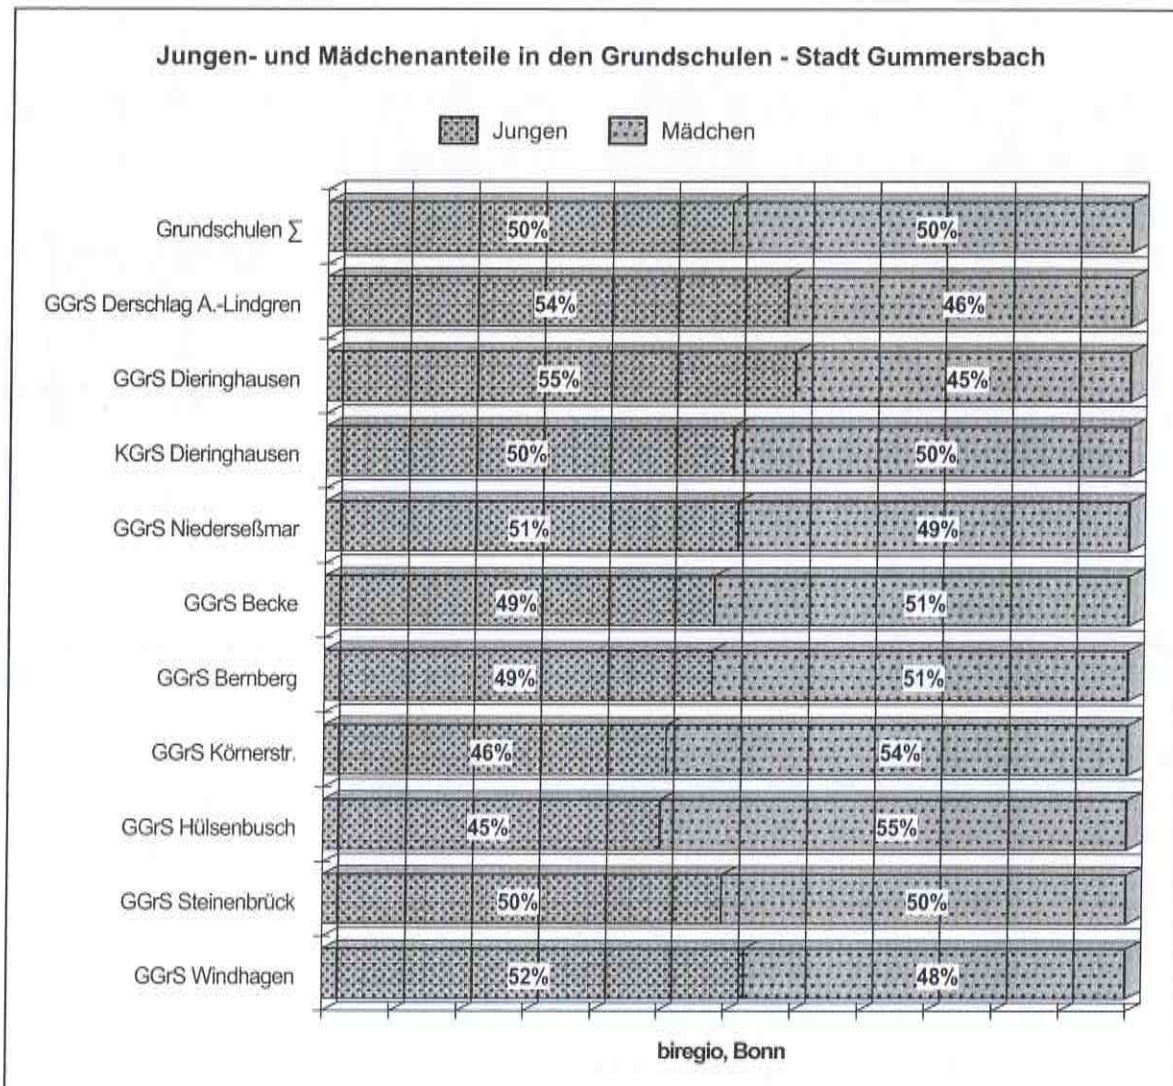 Jungen- und Mädchenanteile in den Grundschulen - Stadt Gummersbach
Jungen Mädchen
Grundschulen ∑ 50% 50%
GGrS Derschlag A.-Lindgren 54% 46%
GGrS Dieringhausen 55% 45%
KGrS Dieringhausen 50% 50%
GGrS Niederseßmar 51% 49%
GGrS Becke 49% 51%
GGrS Bernberg 49% 51%
GGrS Körnerstr. 46% 54%
GGrS Hülsenbusch 45% 55%
GGrS Steinenbrück 50% 50%
GGrS Windhagen 52% 48%
biregio, Bonn